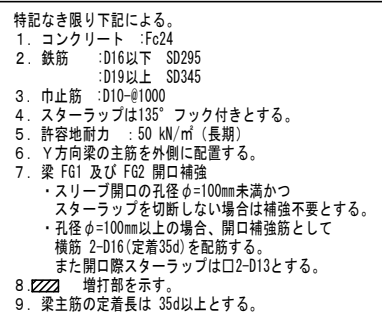 特記なき限り下記による。
1. コンクリート :Fc24
2. 鉄筋 :D16以下 SD295
:D19以上 SD345
3. 巾止筋 :D10-@1000
4. スターラップは135°フック付きとする。
5. 許容地耐力 :50 kN/㎡(長期)
6. Y方向梁の主筋を外側に配置する。
7. 梁 FG1 及び FG2 開口補強
・スリーブ開口の孔径φ=100㎜未満かつ
スターラップを切断しない場合は補強不要とする。
・孔径φ=100㎜以上の場合、開口補強筋として
横筋 2-D16(定着35d)を配筋する。
また開口際スターラップは□2-D13とする。
8. 増打部を示す。
9. 梁主筋の定着長は 35d以上とする。